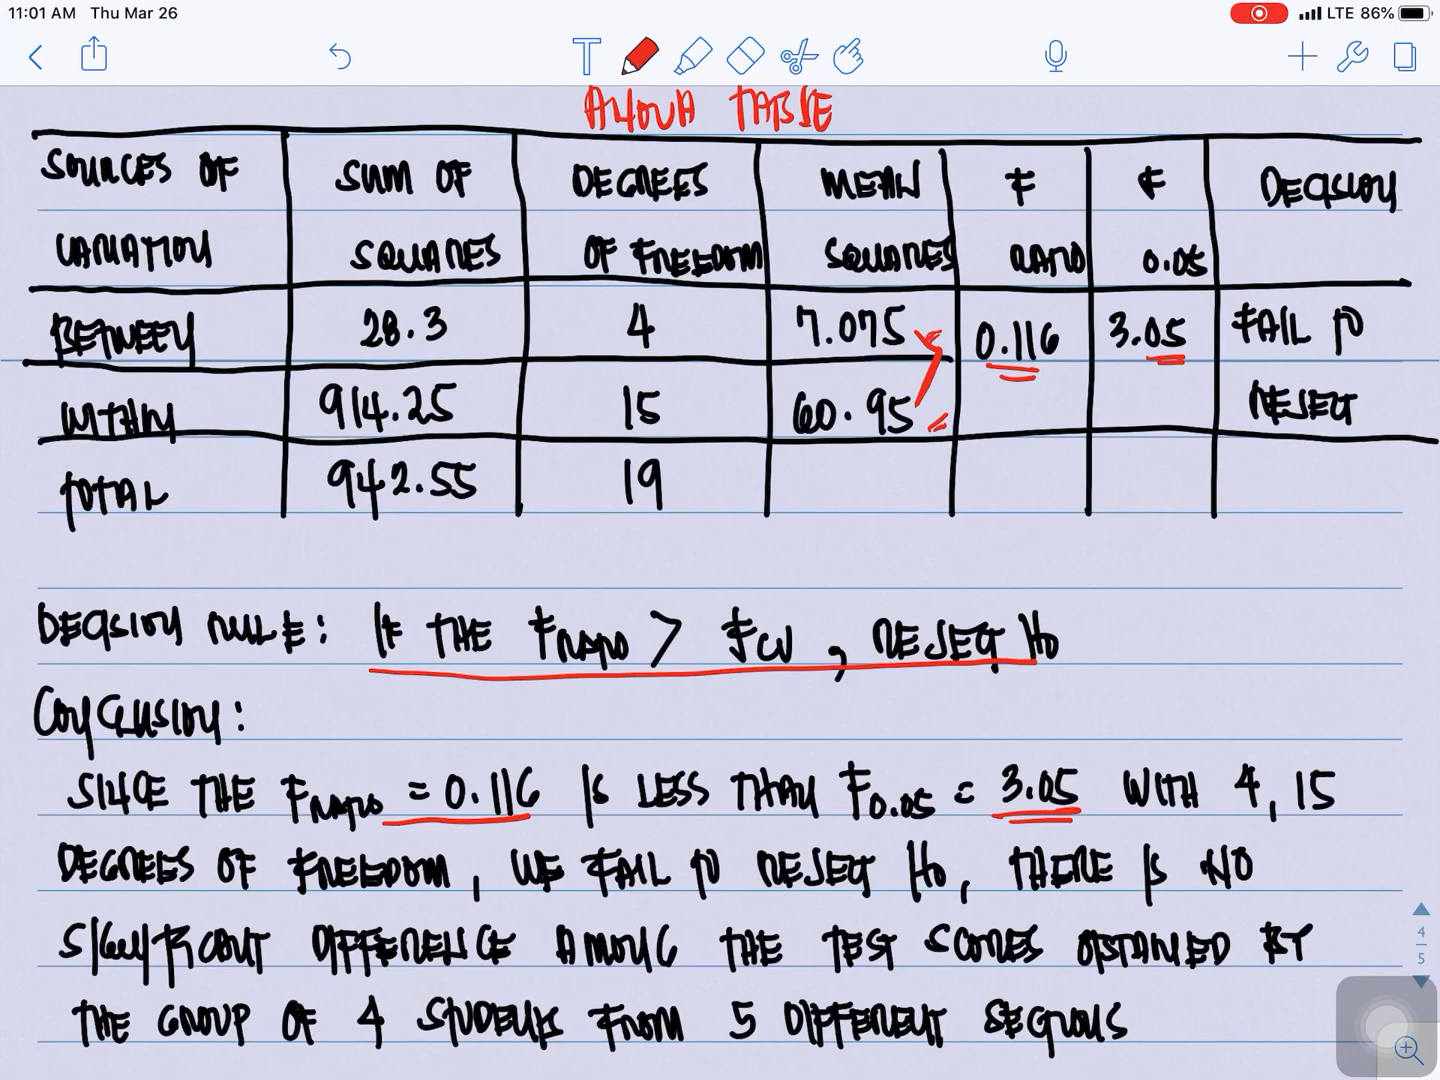 11:01 AM Thu Mar 26 LTE 86%
ANOVA TABLE
SOURCES OF VARIATION SUM OF SQUARES DEGREES OF FREEDOM MEAN SQUARES F RATIO F 0.05 DECISION
BETWEEN 28.3 4 7.075 0.116 3.05 FAIL TO REJECT
WITHIN 914.25 15 60.95
TOTAL 942.55 19
DECISION RULE: IF THE F RATIO > F CV, REJECT Ho
CONCLUSION:
SINCE THE F RATIO = 0.116 IS LESS THAN F 0.05 = 3.05 WITH 4, 15
DEGREES OF FREEDOM, WE FAIL TO REJECT Ho, THERE IS NO
SIGNIFICANT DIFFERENCE AMONG THE TEST SCORES OBTAINED BY
THE GROUP OF 4 STUDENTS FROM 5 DIFFERENT SECTIONS
4
5